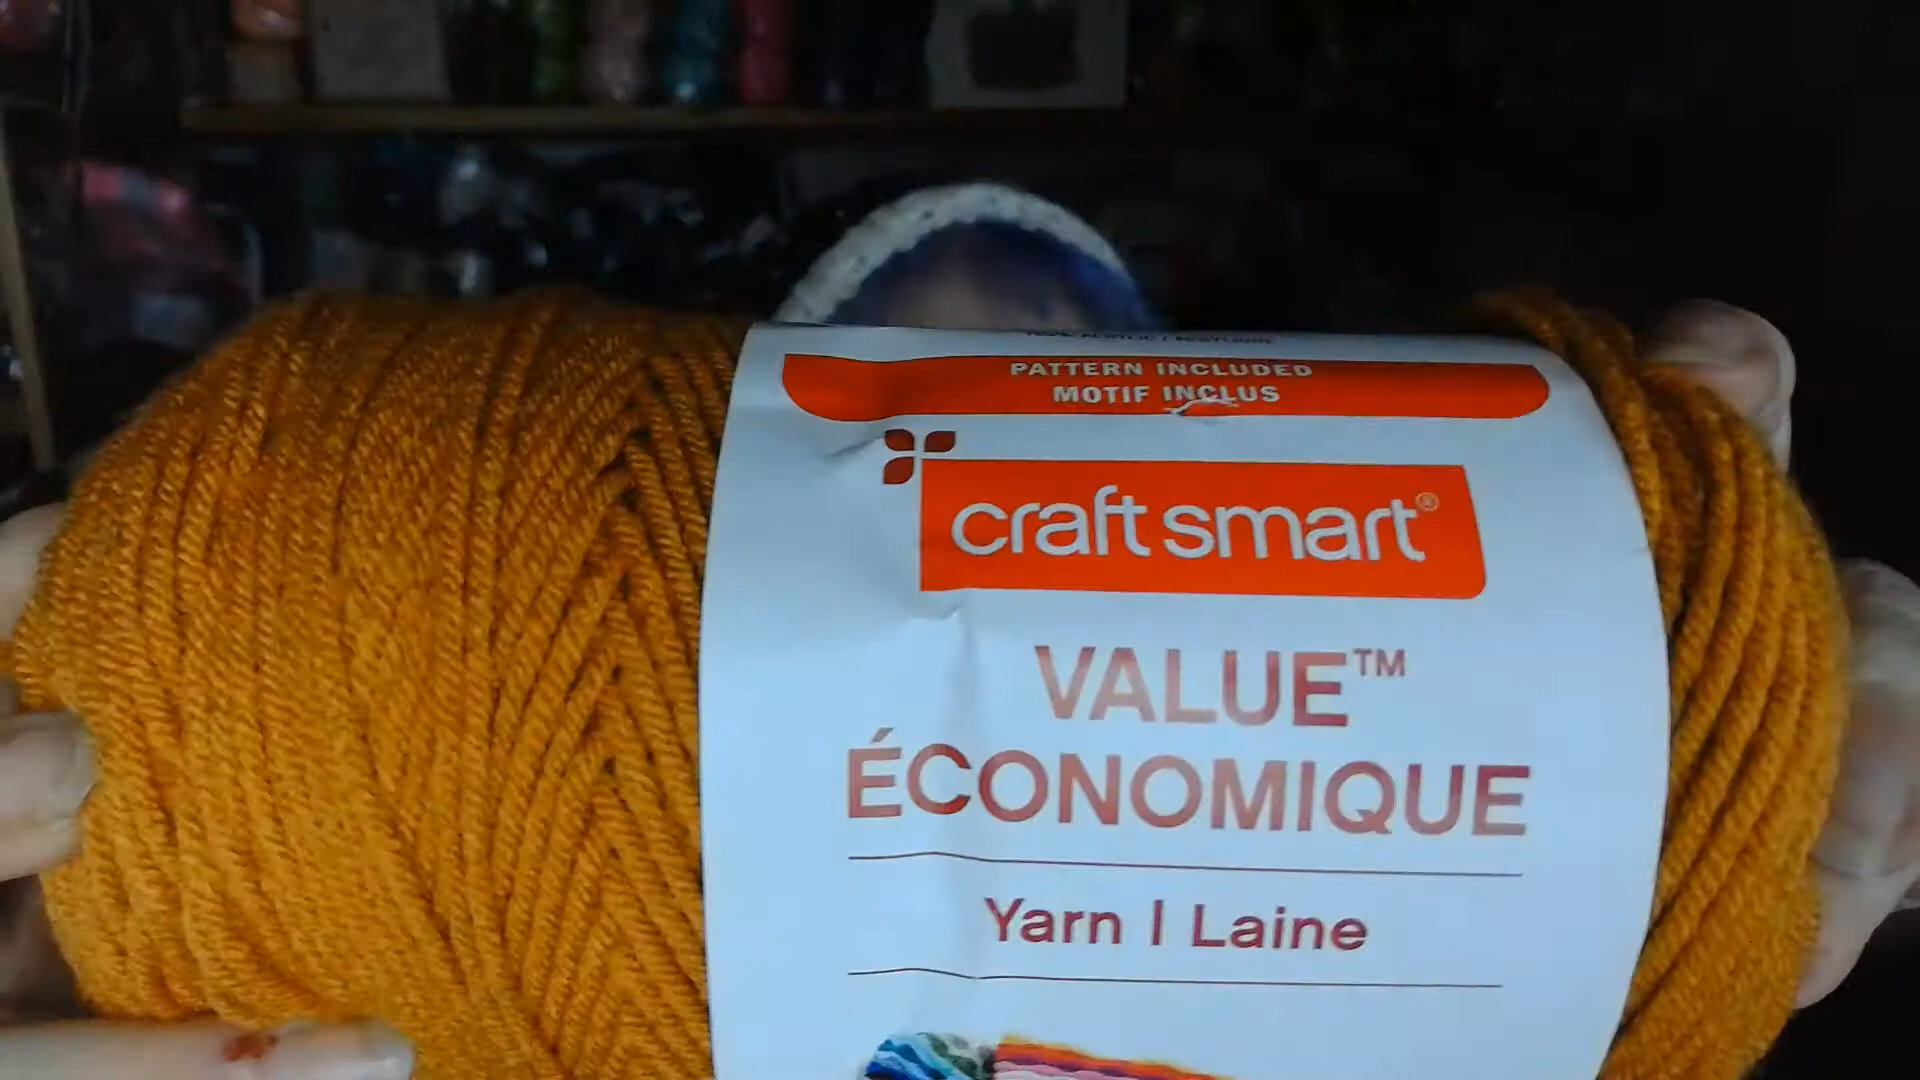 PATTERN INCLUDED
MOTIF INCLUS
craft smart®
VALUE™
ÉCONOMIQUE
Yarn | Laine